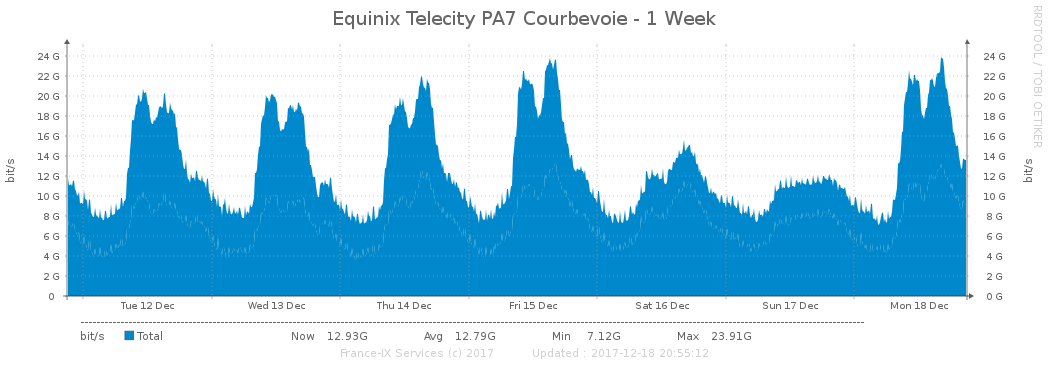 Equinix Telecity PA7 Courbevoie - 1 Week
RRDTOOL / TOBI OETIKER
bit/s
24 G 24 G
22 G 22 G
20 G 20 G
18 G 18 G
16 G 16 G
14 G 14 G
12 G 12 G
10 G 10 G
8 G 8 G
6 G 6 G
4 G 4 G
2 G 2 G
0 0 G
bit/s
Tue 12 Dec Wed 13 Dec Thu 14 Dec Fri 15 Dec Sat 16 Dec Sun 17 Dec Mon 18 Dec
bit/s Total Now 12.93G Avg 12.79G Min 7.12G Max 23.91G
France-IX Services (c) 2017 Updated : 2017-12-18 20:55:12